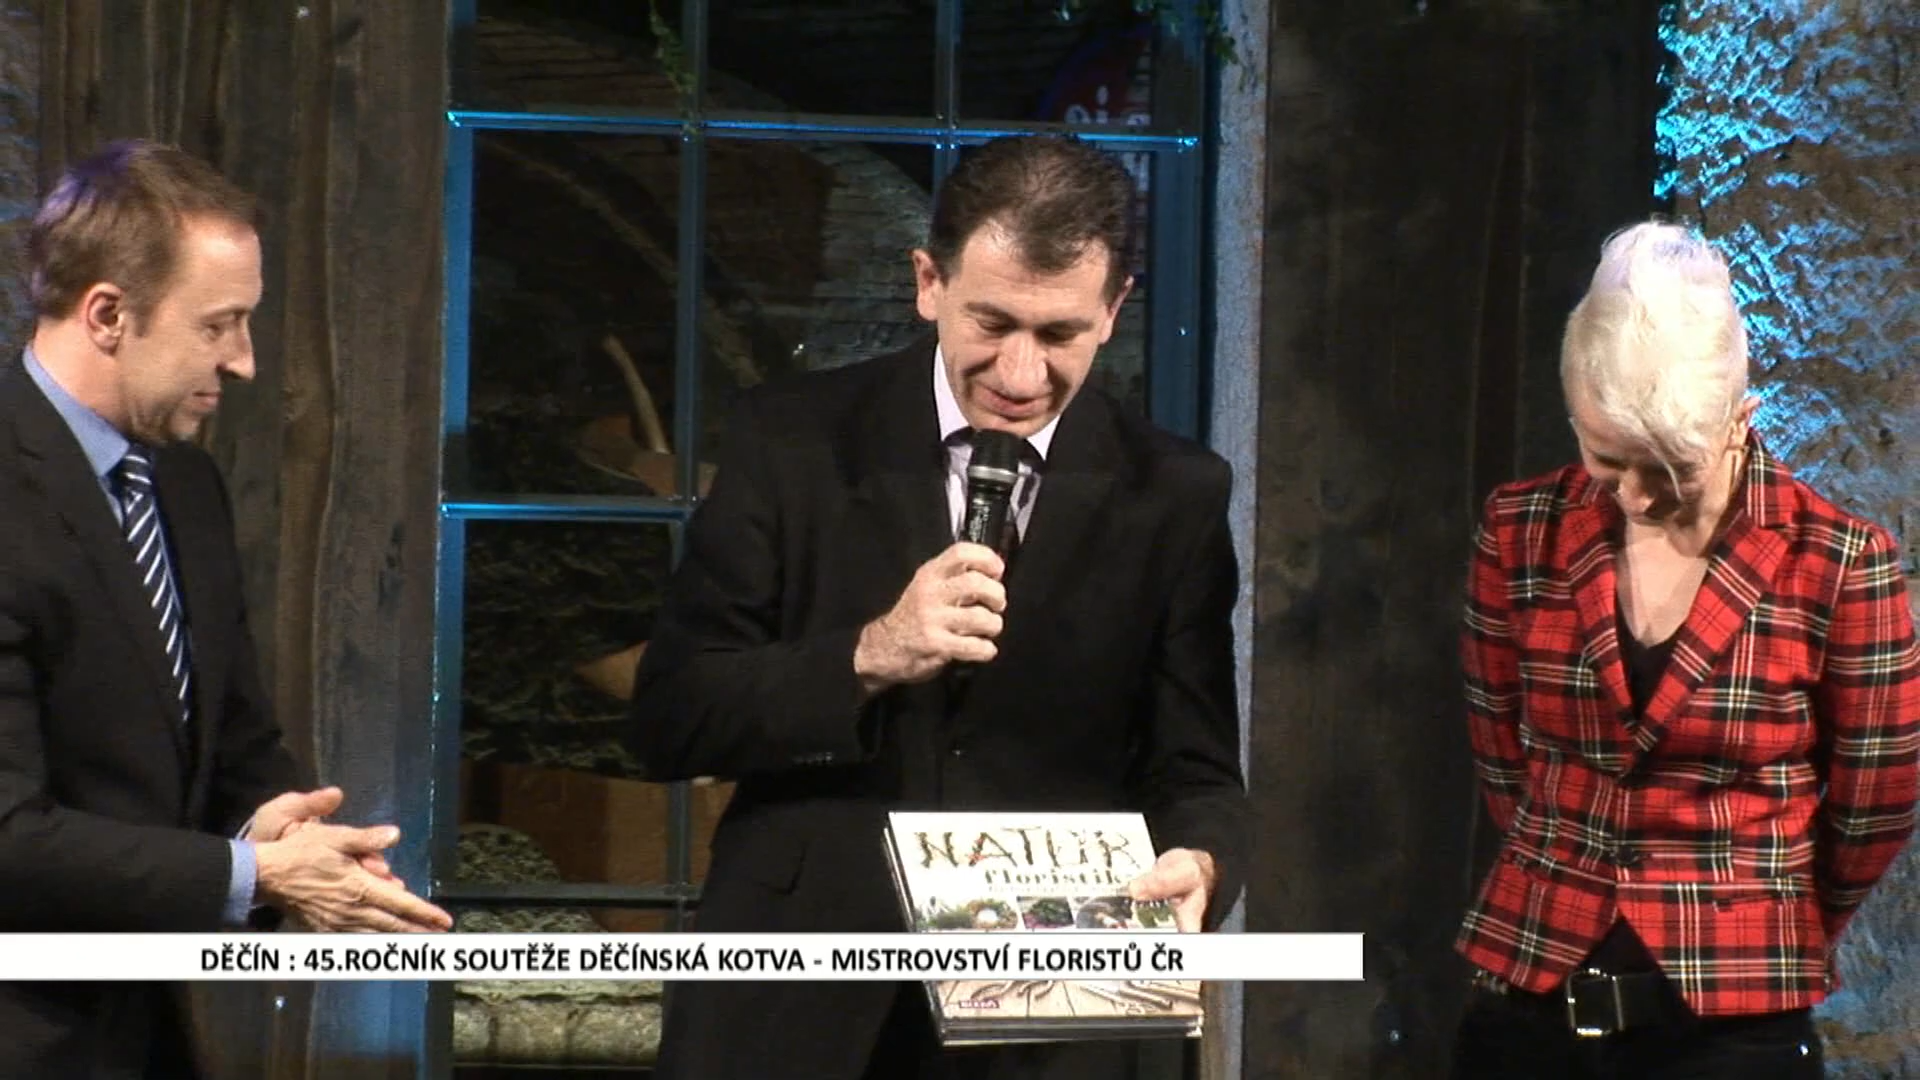 NATUR
floristik
DĚČÍN : 45.ROČNÍK SOUTĚŽE DĚČÍNSKÁ KOTVA - MISTROVSTVÍ FLORISTŮ ČR